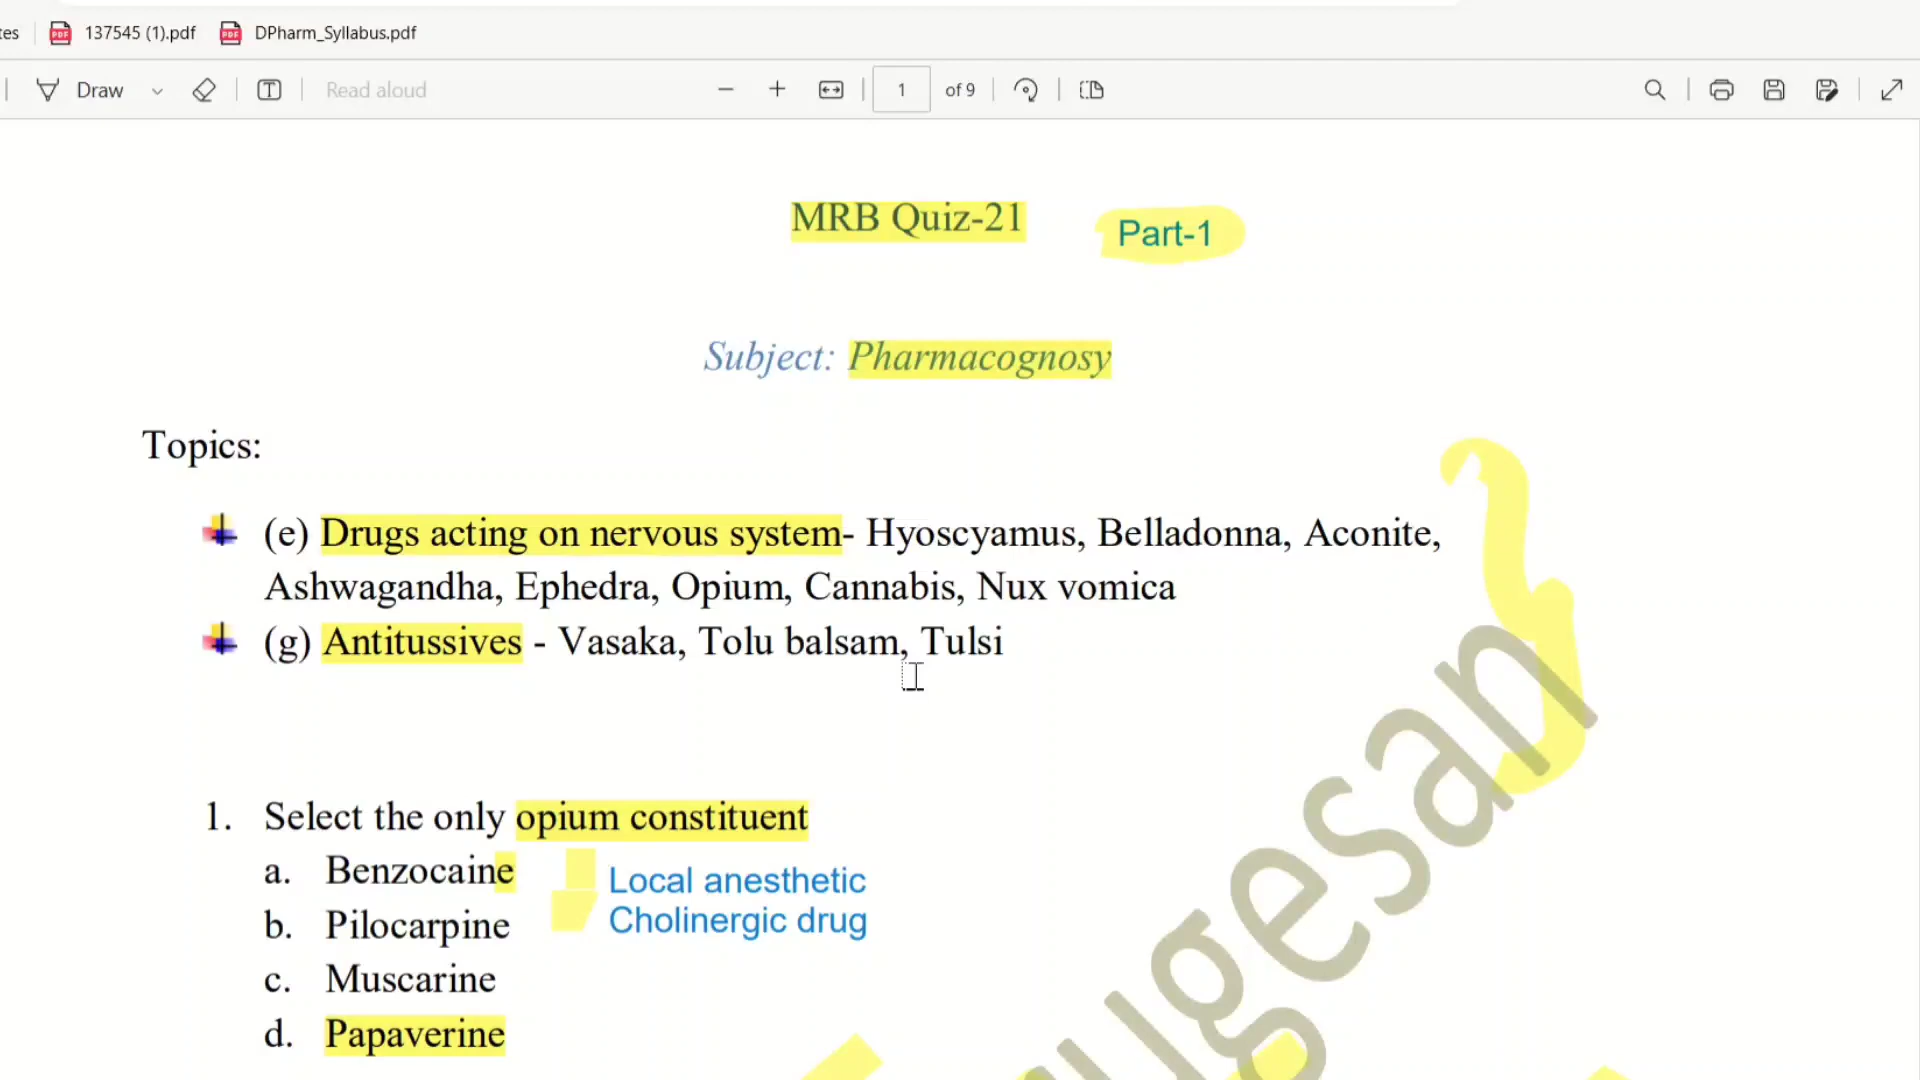 tes 137545 (1).pdf DPharm_Syllabus.pdf
Draw Read aloud 1 of 9
MRB Quiz-21 Part-1
Subject: Pharmacognosy
Topics:
(e) Drugs acting on nervous system- Hyoscyamus, Belladonna, Aconite,
Ashwagandha, Ephedra, Opium, Cannabis, Nux vomica
(g) Antitussives - Vasaka, Tolu balsam, Tulsi
1. Select the only opium constituent
a. Benzocaine Local anesthetic
b. Pilocarpine Cholinergic drug
c. Muscarine
d. Papaverine
ugesan